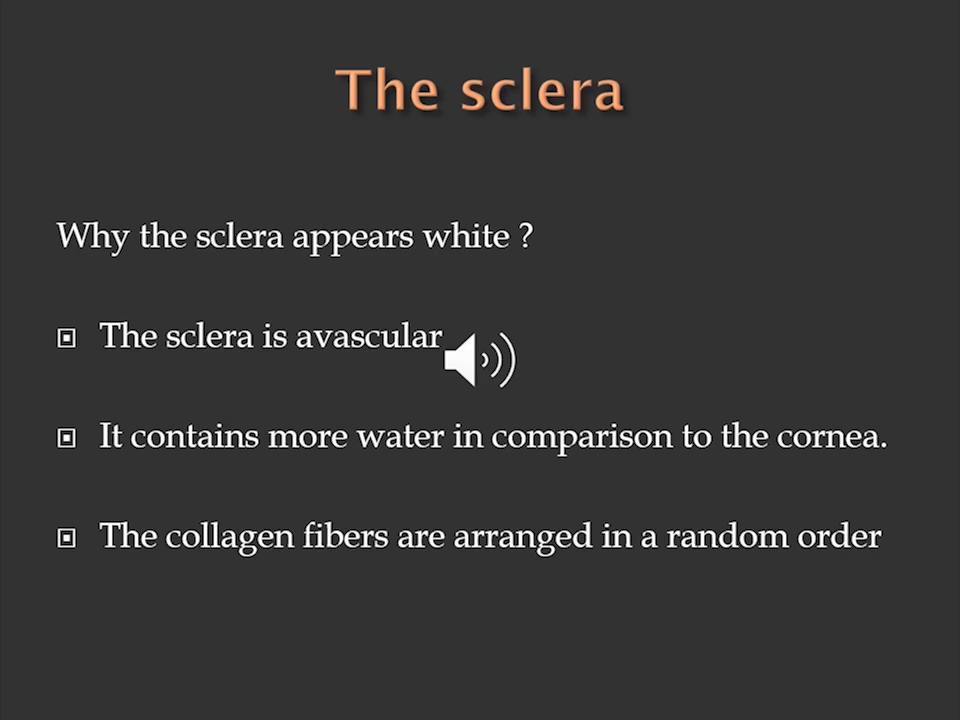 The sclera
Why the sclera appears white ?
The sclera is avascular
It contains more water in comparison to the cornea.
The collagen fibers are arranged in a random order